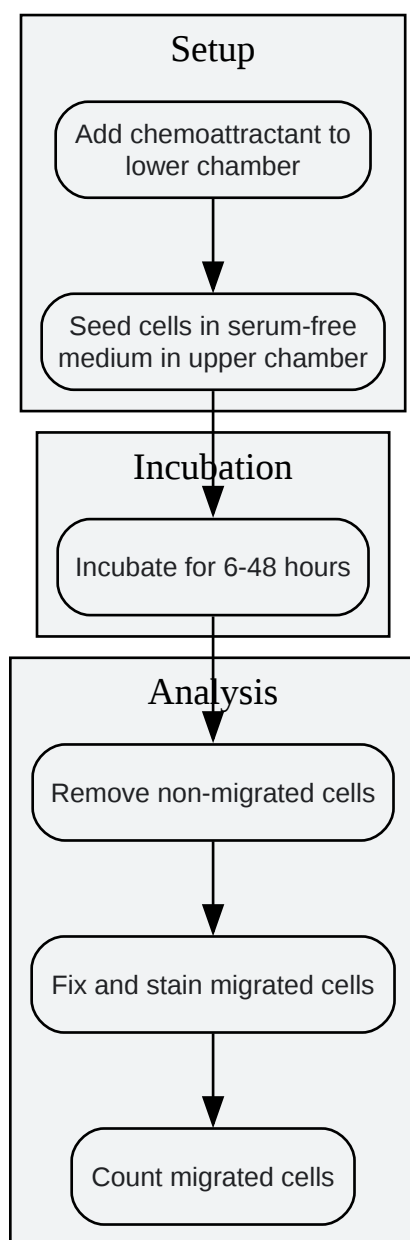 Setup
Add chemoattractant to
lower chamber
Seed cells in serum-free
medium in upper chamber
Incubation
Incubate for 6-48 hours
Analysis
Remove non-migrated cells
Fix and stain migrated cells
Count migrated cells